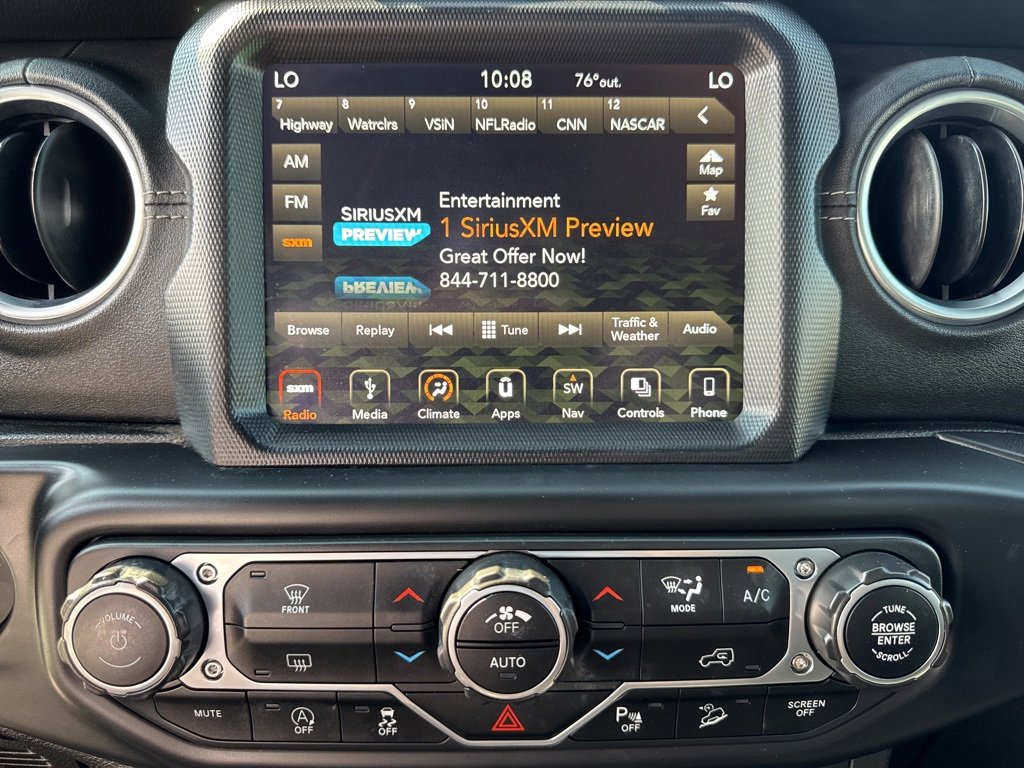 LO 10:08 76° out. LO
7 8 9 10 11 12
Highway Watrclrs VSiN NFLRadio CNN NASCAR
AM
Map
FM
Fav
sxm
SIRIUSXM
PREVIEW
Entertainment
1 SiriusXM Preview
Great Offer Now!
844-711-8800
Browse Replay Tune Traffic & Weather Audio
sxm u SW
Radio Media Climate Apps Nav Controls Phone
VOLUME
FRONT
OFF
AUTO
MODE
A/C
TUNE
BROWSE
ENTER
SCROLL
MUTE
A
OFF
OFF
P
OFF
SCREEN
OFF